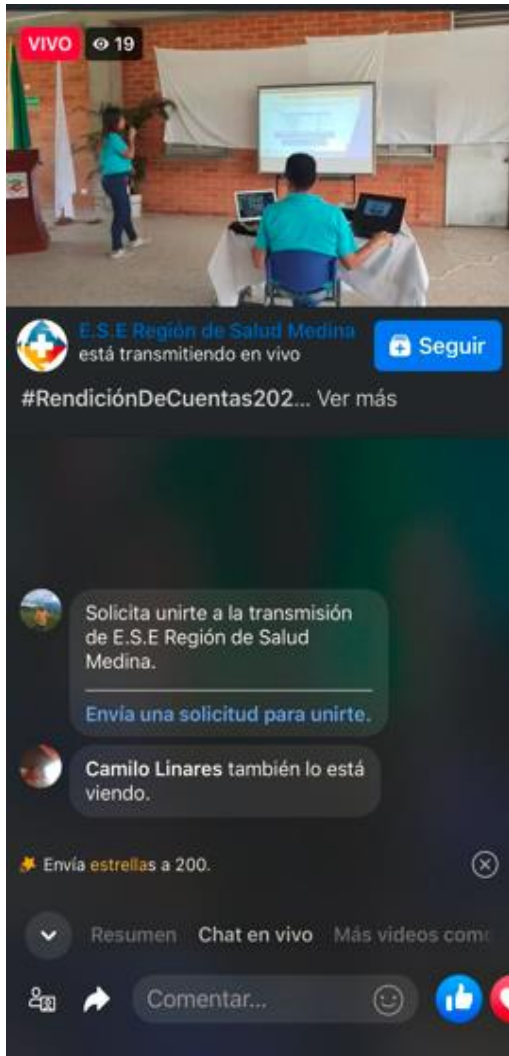 VIVO 19
E.S.E Región de Salud Medina
está transmitiendo en vivo
Seguir
#RendiciónDeCuentas202... Ver más
Solicita unirte a la transmisión
de E.S.E Región de Salud
Medina.
Envía una solicitud para unirte.
Camilo Linares también lo está
viendo.
Envía estrellas a 200.
Resumen Chat en vivo Más videos como
Comentar...